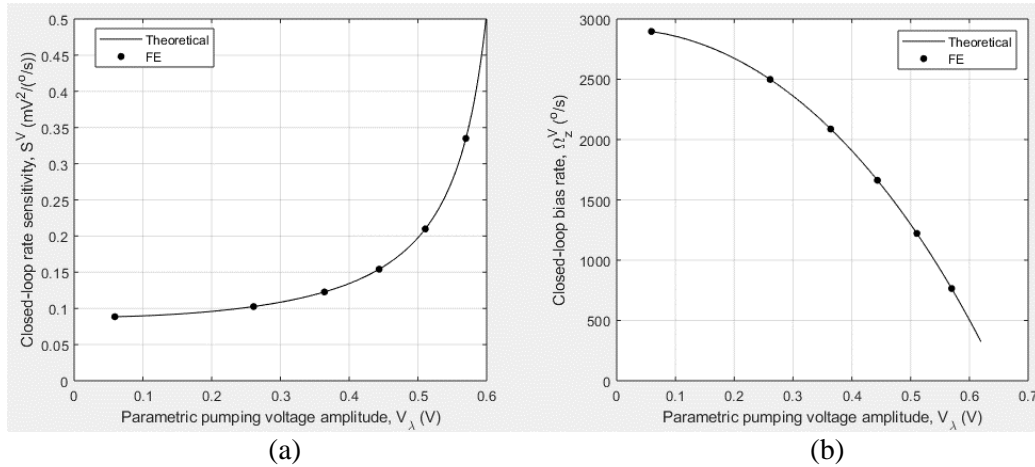 Closed-loop rate sensitivity, S^V (mV^2/(°/s))
0.5
0.45
0.4
0.35
0.3
0.25
0.2
0.15
0.1
0.05
0
Theoretical
FE
0 0.1 0.2 0.3 0.4 0.5 0.6
Parametric pumping voltage amplitude, V_λ (V)
(a)
Closed-loop bias rate, Ω_z^V (°/s)
3000
2500
2000
1500
1000
500
0
Theoretical
FE
0 0.1 0.2 0.3 0.4 0.5 0.6 0.7
Parametric pumping voltage amplitude, V_λ (V)
(b)